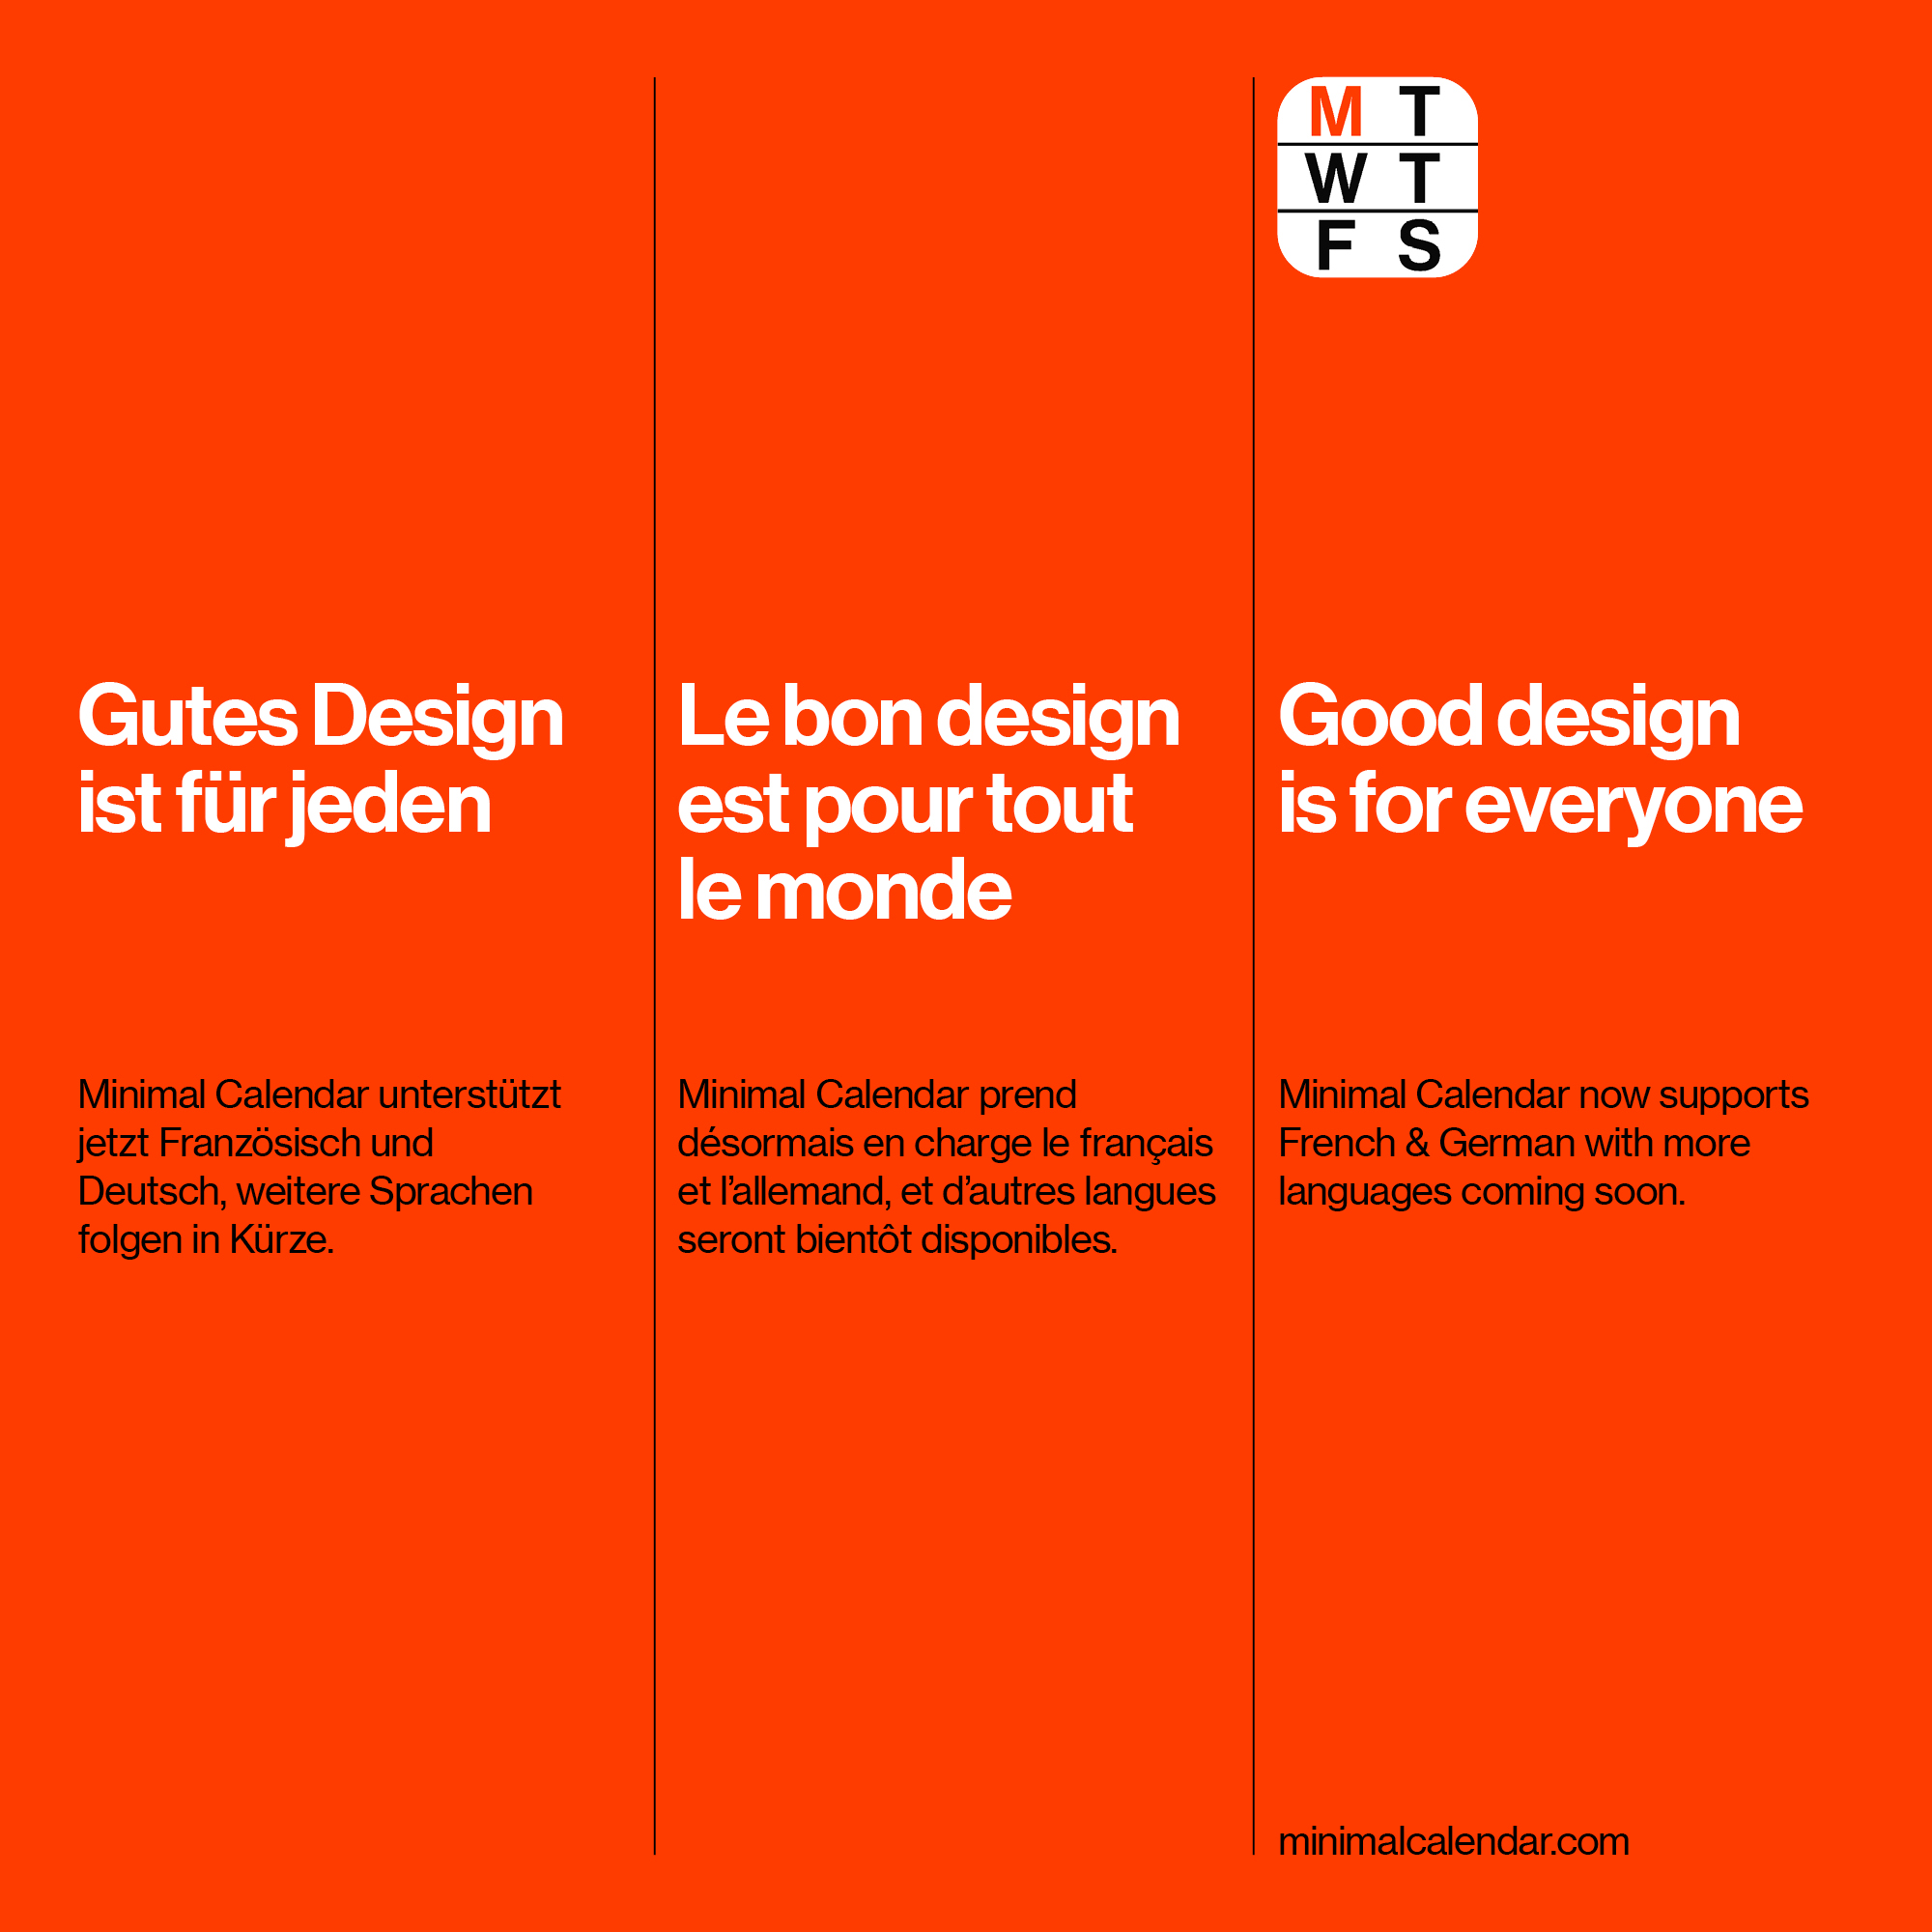 Gutes Design
ist für jeden
Minimal Calendar unterstützt
jetzt Französisch und
Deutsch, weitere Sprachen
folgen in Kürze.
Le bon design
est pour tout
le monde
Minimal Calendar prend
désormais en charge le français
et l’allemand, et d’autres langues
seront bientôt disponibles.
M T
W T
F S
Good design
is for everyone
Minimal Calendar now supports
French & German with more
languages coming soon.
minimalcalendar.com